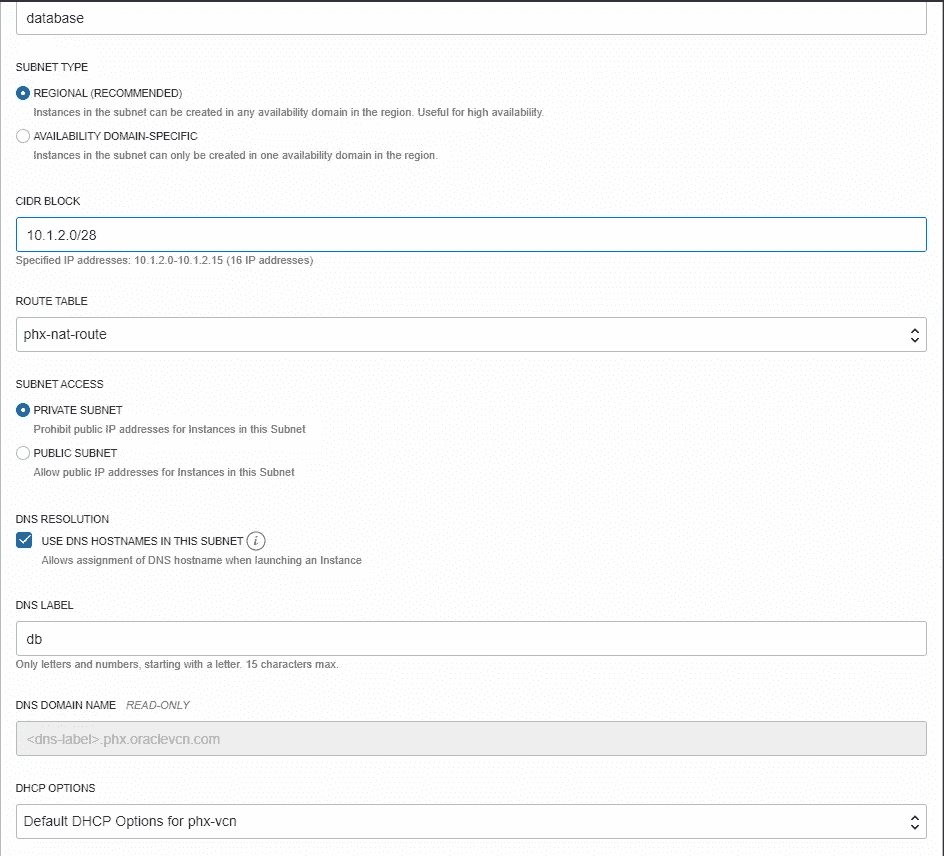 database
SUBNET TYPE
REGIONAL (RECOMMENDED)
Instances in the subnet can be created in any availability domain in the region. Useful for high availability.
AVAILABILITY DOMAIN-SPECIFIC
Instances in the subnet can only be created in one availability domain in the region.
CIDR BLOCK
10.1.2.0/28
Specified IP addresses: 10.1.2.0-10.1.2.15 (16 IP addresses)
ROUTE TABLE
phx-nat-route
SUBNET ACCESS
PRIVATE SUBNET
Prohibit public IP addresses for Instances in this Subnet
PUBLIC SUBNET
Allow public IP addresses for Instances in this Subnet
DNS RESOLUTION
USE DNS HOSTNAMES IN THIS SUBNET i
Allows assignment of DNS hostname when launching an Instance
DNS LABEL
db
Only letters and numbers, starting with a letter. 15 characters max.
DNS DOMAIN NAME READ-ONLY
<dns-label>.phx.oraclevcn.com
DHCP OPTIONS
Default DHCP Options for phx-vcn